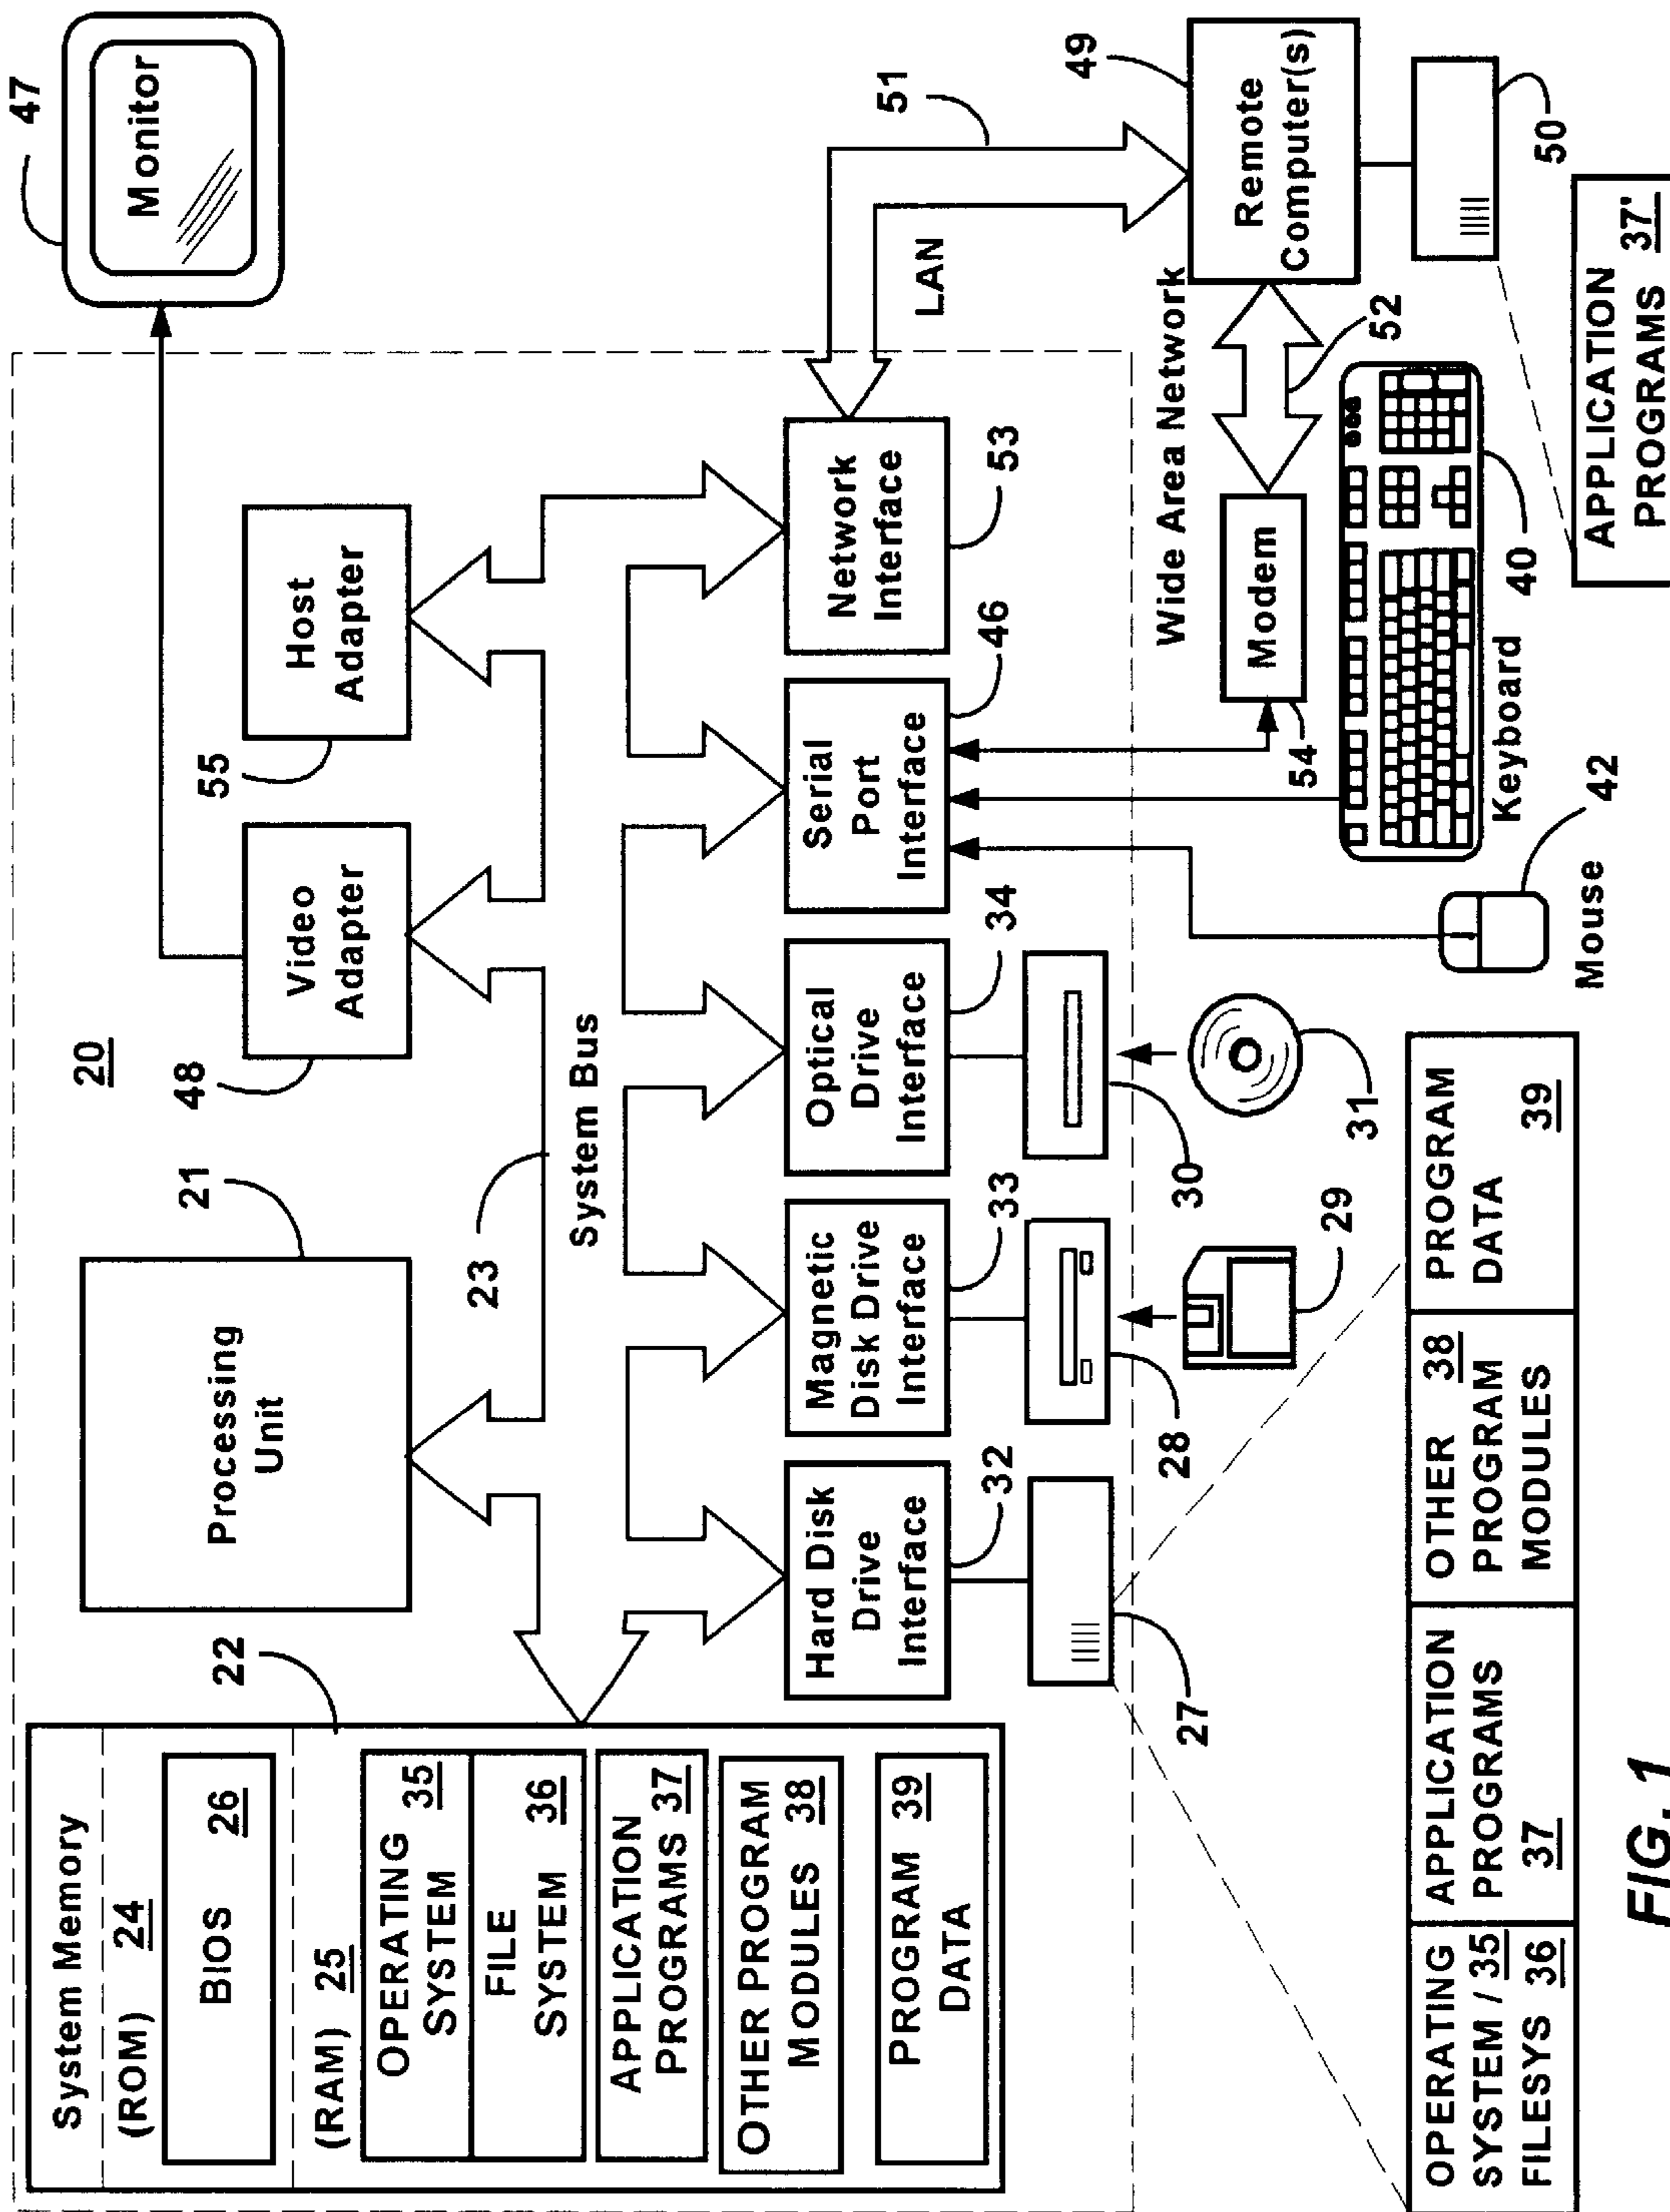 System Memory
(ROM) 24
BIOS 26
(RAM) 25
OPERATING
SYSTEM 35
FILE
SYSTEM 36
APPLICATION
PROGRAMS 37
OTHER PROGRAM
MODULES 38
PROGRAM 39
DATA
22
20
Processing
Unit
21
Video
Adapter
48
Host
Adapter
55
47
Monitor
23
System Bus
Hard Disk
Drive
Interface
32
Magnetic
Disk Drive
Interface
33
Optical
Drive
Interface
34
Serial
Port
Interface
46
Network
Interface
53
LAN
51
27
28
29
30
31
Wide Area Network
52
Modem
54
Remote
Computer(s)
49
50
Mouse
42
Keyboard
40
APPLICATION
PROGRAMS 37'
OPERATING
SYSTEM / 35
FILESYS 36
APPLICATION
PROGRAMS
37
OTHER 38
PROGRAM
MODULES
PROGRAM
DATA
39
FIG. 1